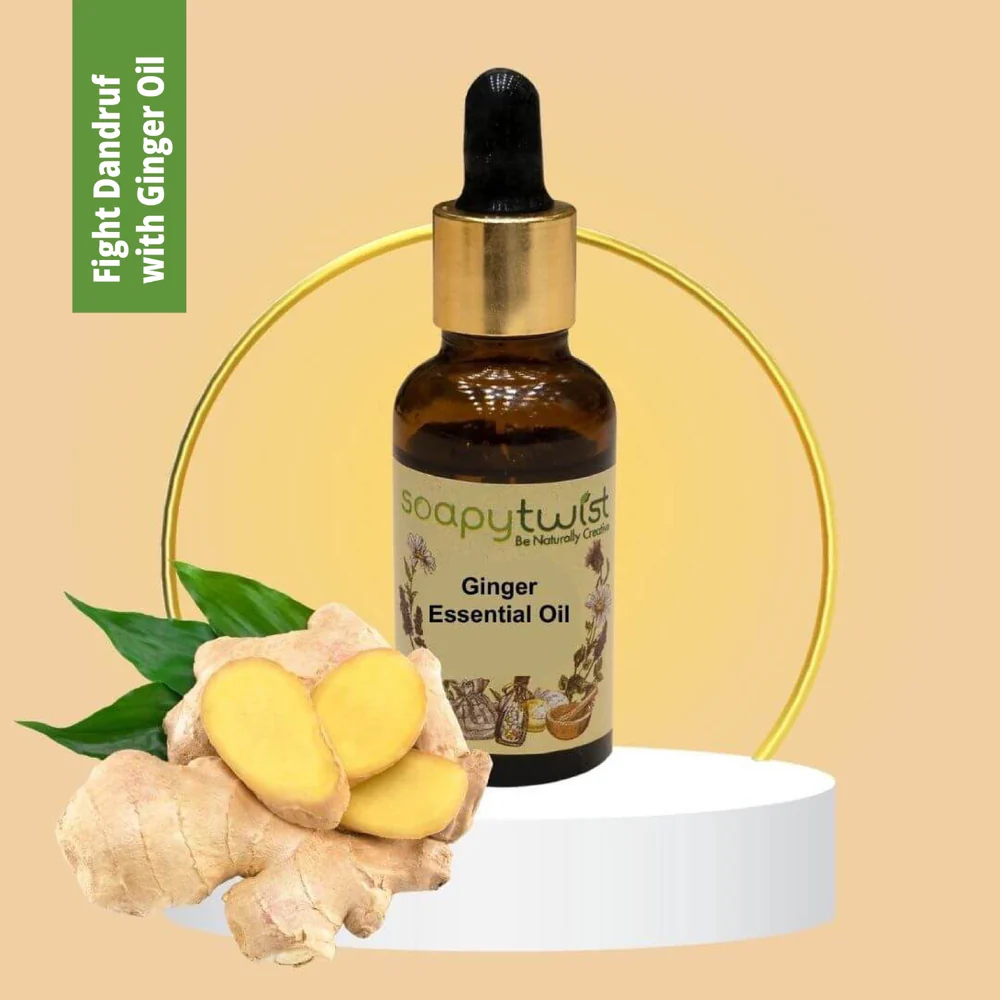 Fight Dandruf
with Ginger Oil
soapytwist
Be Naturally Creative
Ginger
Essential Oil